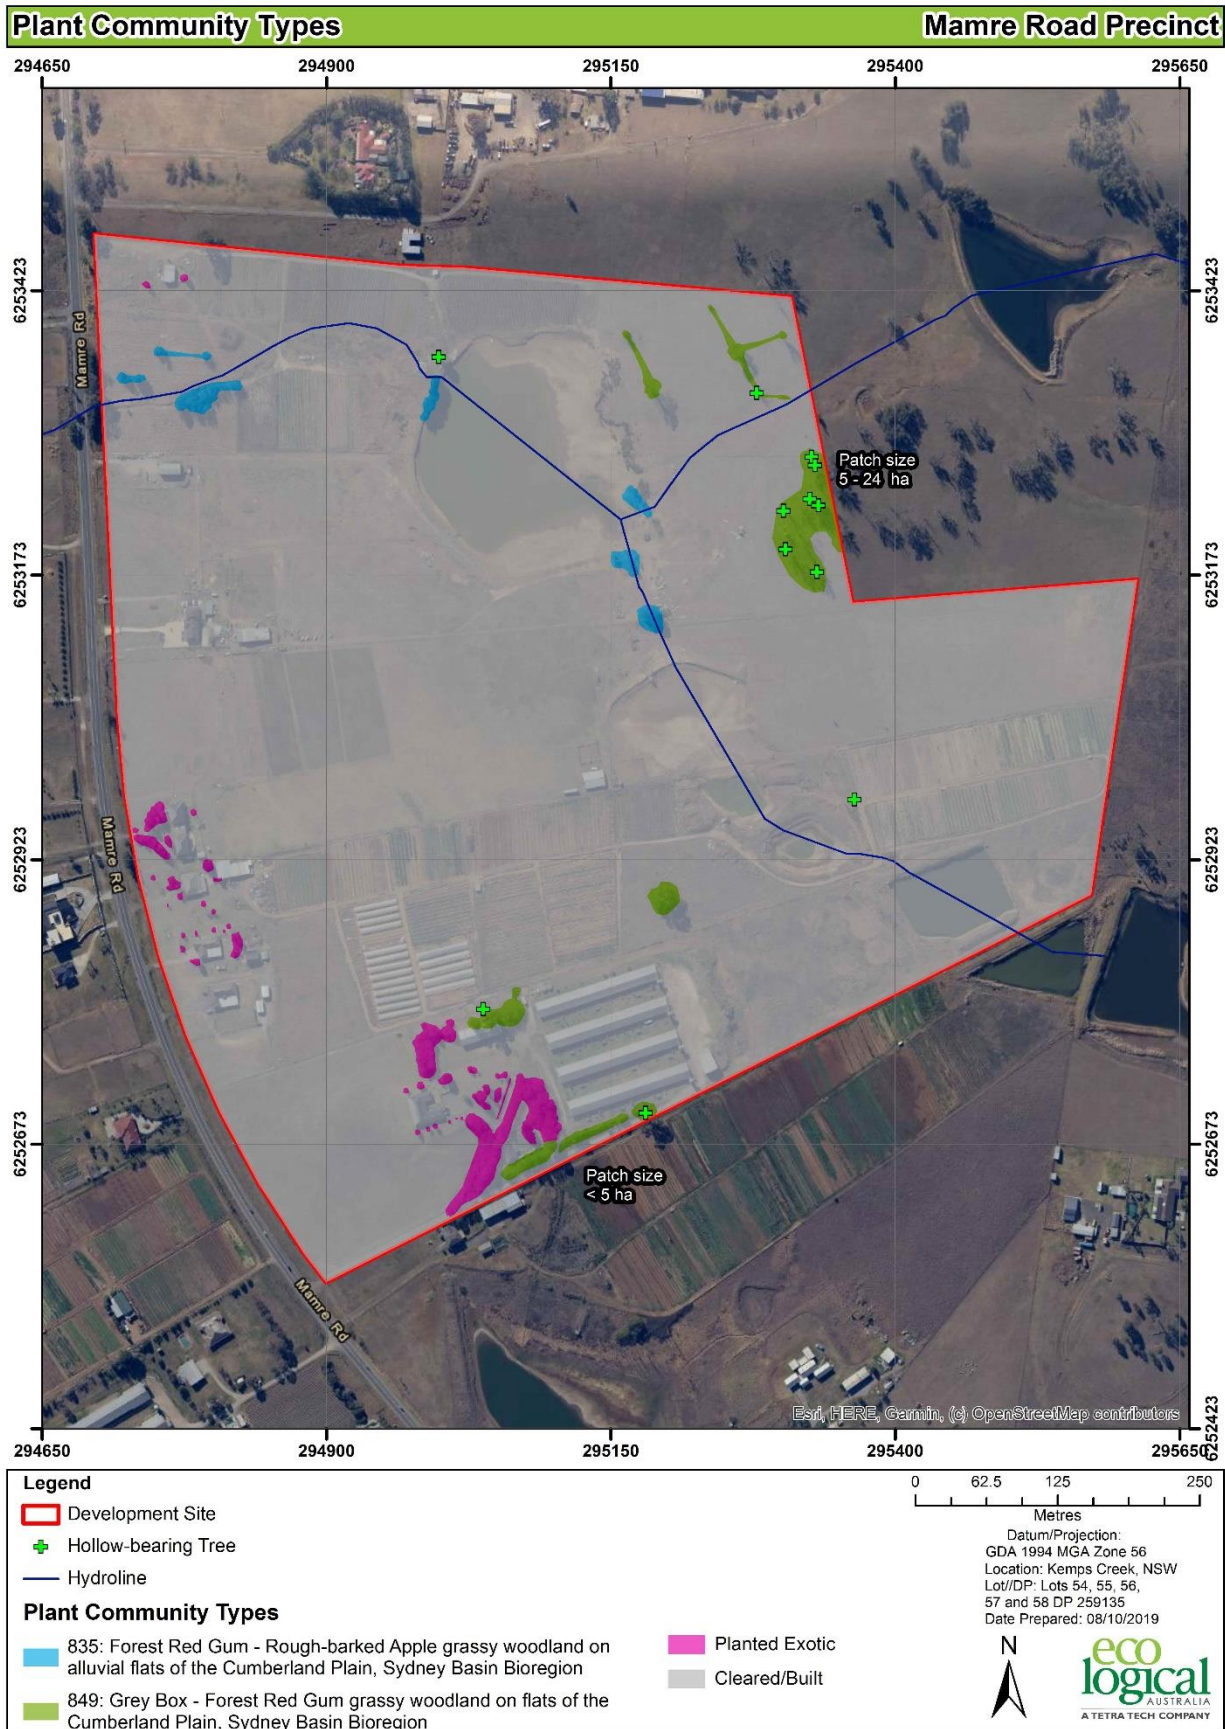 Plant Community Types
Mamre Road Precinct
294650 294900 295150 295400 295650
6253423 6253423
Mamre Rd
Patch size
5 - 24 ha
6253173 6253173
Mamre Rd
6252923 6252923
6252673 6252673
Patch size
< 5 ha
Mamre Rd
Esri, HERE, Garmin, (c) OpenStreetMap contributors
6252423
294650 294900 295150 295400 295650
Legend
Development Site
Hollow-bearing Tree
Hydroline
Plant Community Types
835: Forest Red Gum - Rough-barked Apple grassy woodland on
alluvial flats of the Cumberland Plain, Sydney Basin Bioregion
849: Grey Box - Forest Red Gum grassy woodland on flats of the
Cumberland Plain, Sydney Basin Bioregion
Planted Exotic
Cleared/Built
0 62.5 125 250
Metres
Datum/Projection:
GDA 1994 MGA Zone 56
Location: Kemps Creek, NSW
Lot//DP: Lots 54, 55, 56,
57 and 58 DP 259135
Date Prepared: 08/10/2019
N
eco
logical
AUSTRALIA
A TETRA TECH COMPANY